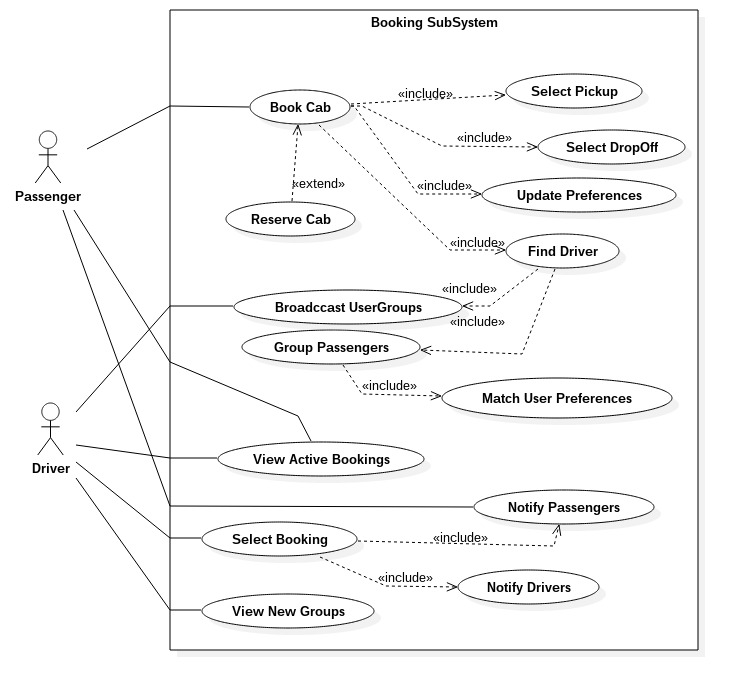 Booking SubSystem
«include»
Select Pickup
Book Cab
«include»
Select DropOff
Passenger
«extend»
«include»
Update Preferences
Reserve Cab
«include»
Find Driver
«include»
Broadccast UserGroups
«include»
Group Passengers
«include»
Match User Preferences
Driver
View Active Bookings
Notify Passengers
Select Booking
«include»
«include»
Notify Drivers
View New Groups